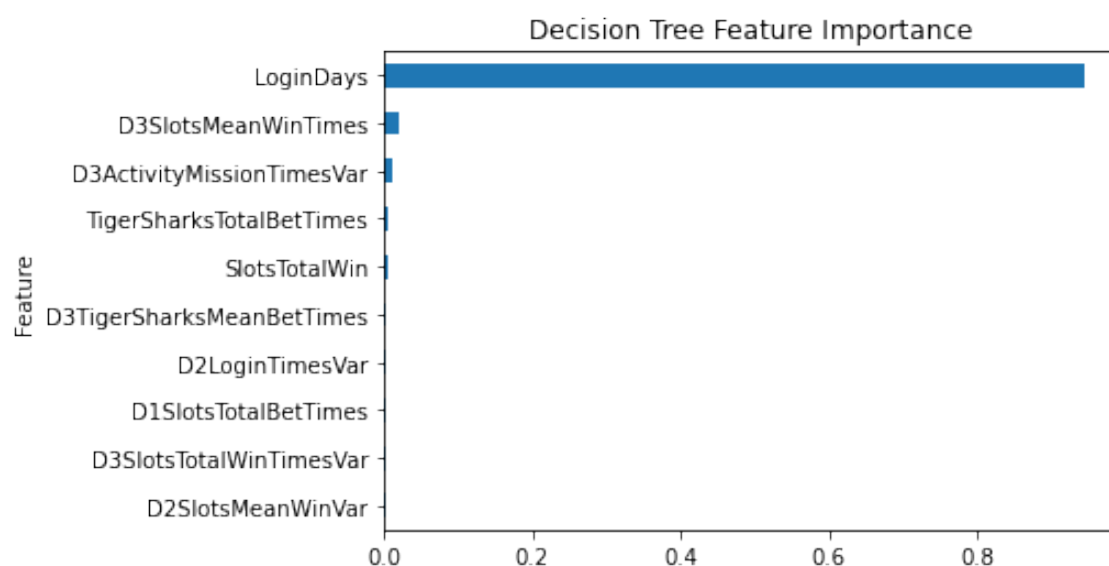 Decision Tree Feature Importance
Feature
LoginDays
D3SlotsMeanWinTimes
D3ActivityMissionTimesVar
TigerSharksTotalBetTimes
SlotsTotalWin
D3TigerSharksMeanBetTimes
D2LoginTimesVar
D1SlotsTotalBetTimes
D3SlotsTotalWinTimesVar
D2SlotsMeanWinVar
0.0 0.2 0.4 0.6 0.8